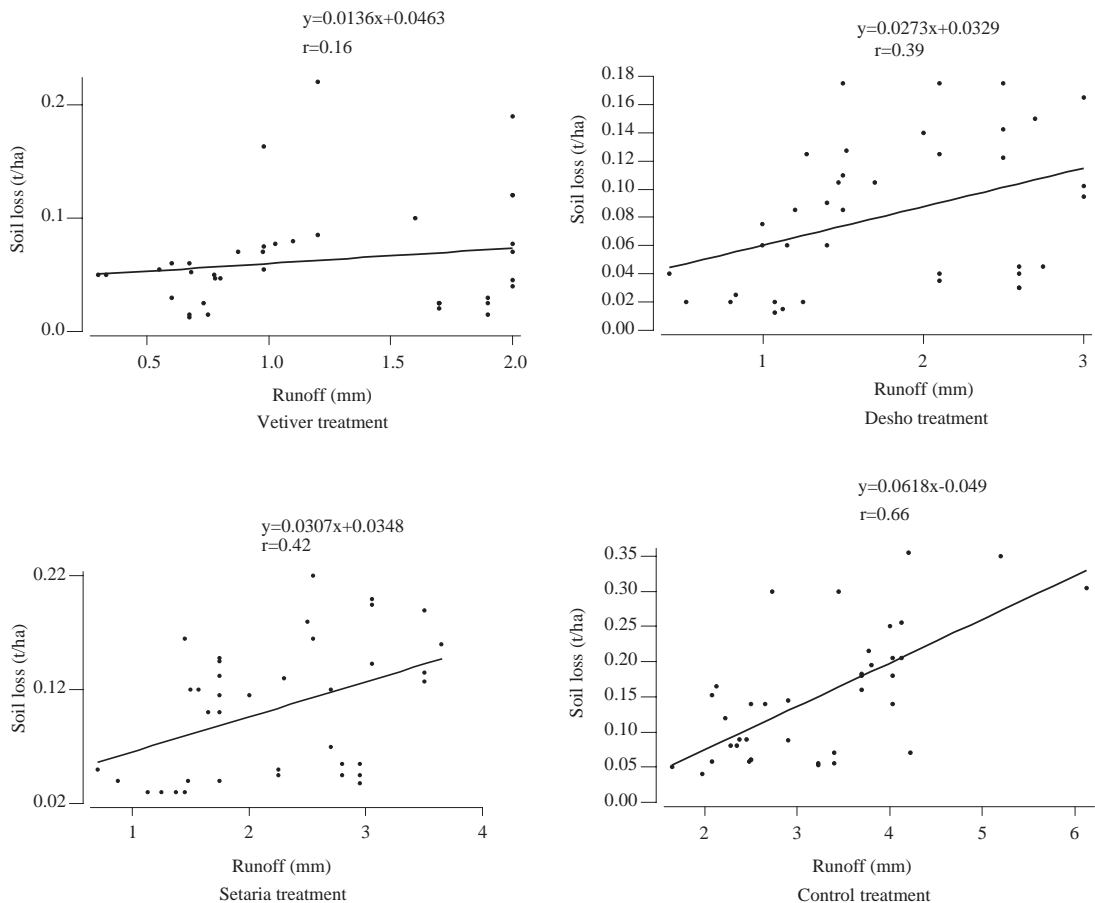 y=0.0136x+0.0463
r=0.16
0.2
0.1
0.0
Soil loss (t/ha)
0.5 1.0 1.5 2.0
Runoff (mm)
Vetiver treatment
y=0.0273x+0.0329
r=0.39
0.18
0.16
0.14
0.12
0.10
0.08
0.06
0.04
0.02
0.00
Soil loss (t/ha)
1 2 3
Runoff (mm)
Desho treatment
y=0.0307x+0.0348
r=0.42
0.22
0.12
0.02
Soil loss (t/ha)
1 2 3 4
Runoff (mm)
Setaria treatment
y=0.0618x-0.049
r=0.66
0.35
0.30
0.25
0.20
0.15
0.10
0.05
0.00
Soil loss (t/ha)
2 3 4 5 6
Runoff (mm)
Control treatment